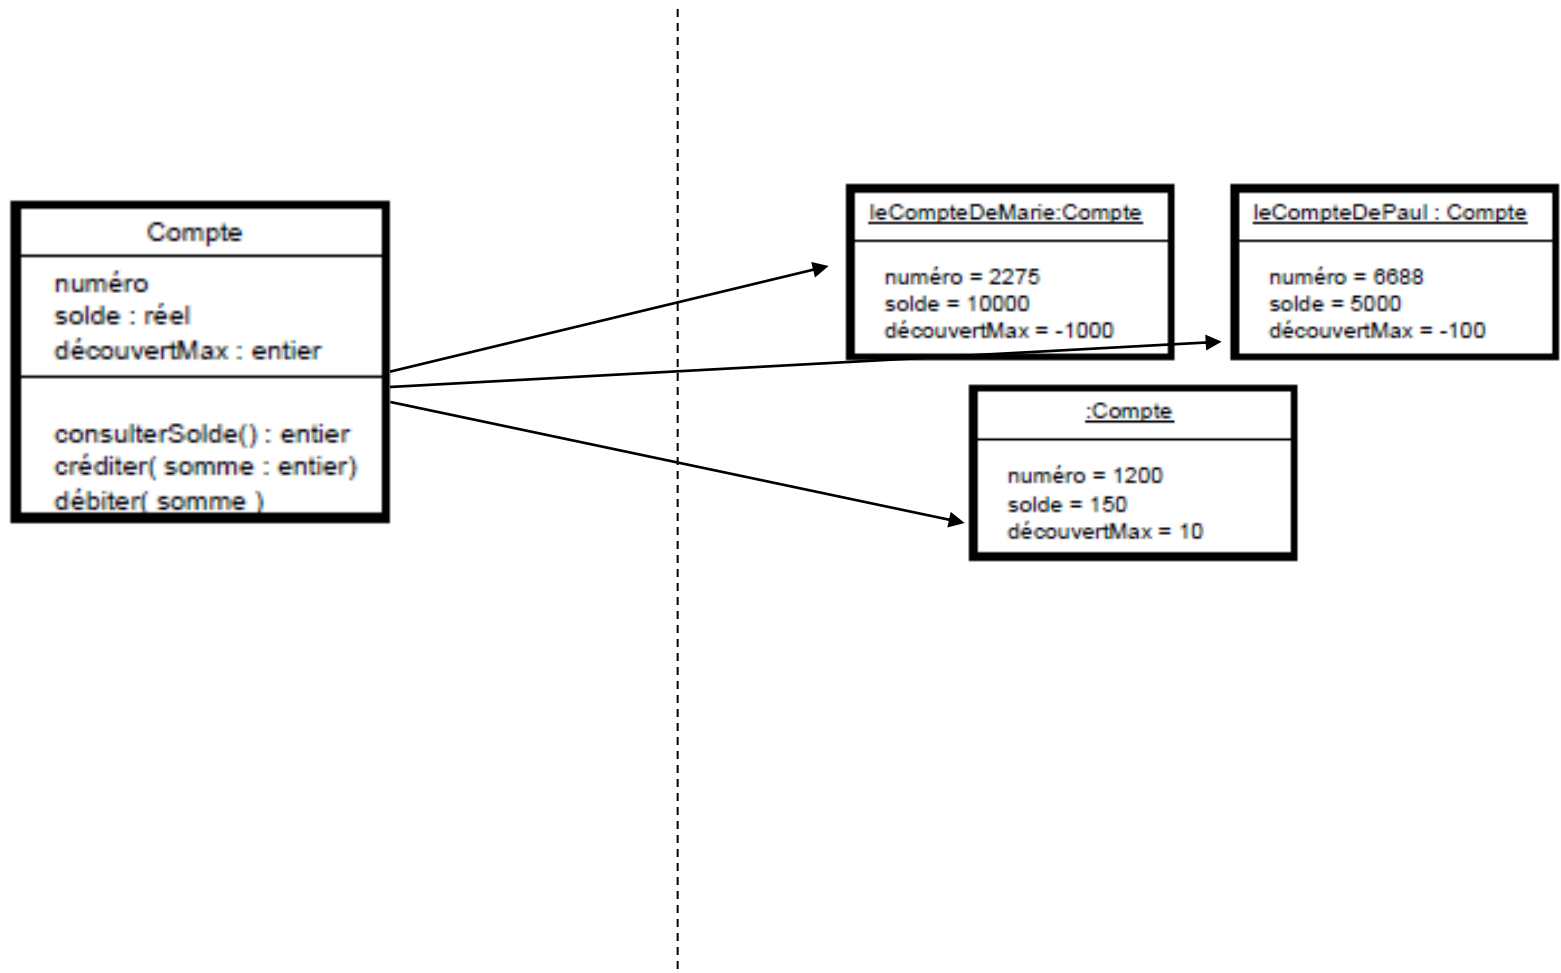 Compte
numéro
solde : réel
découvertMax : entier
consulterSolde() : entier
créditer( somme : entier)
débiter( somme )
leCompteDeMarie:Compte
numéro = 2275
solde = 10000
découvertMax = -1000
leCompteDePaul : Compte
numéro = 6688
solde = 5000
découvertMax = -100
:Compte
numéro = 1200
solde = 150
découvertMax = 10